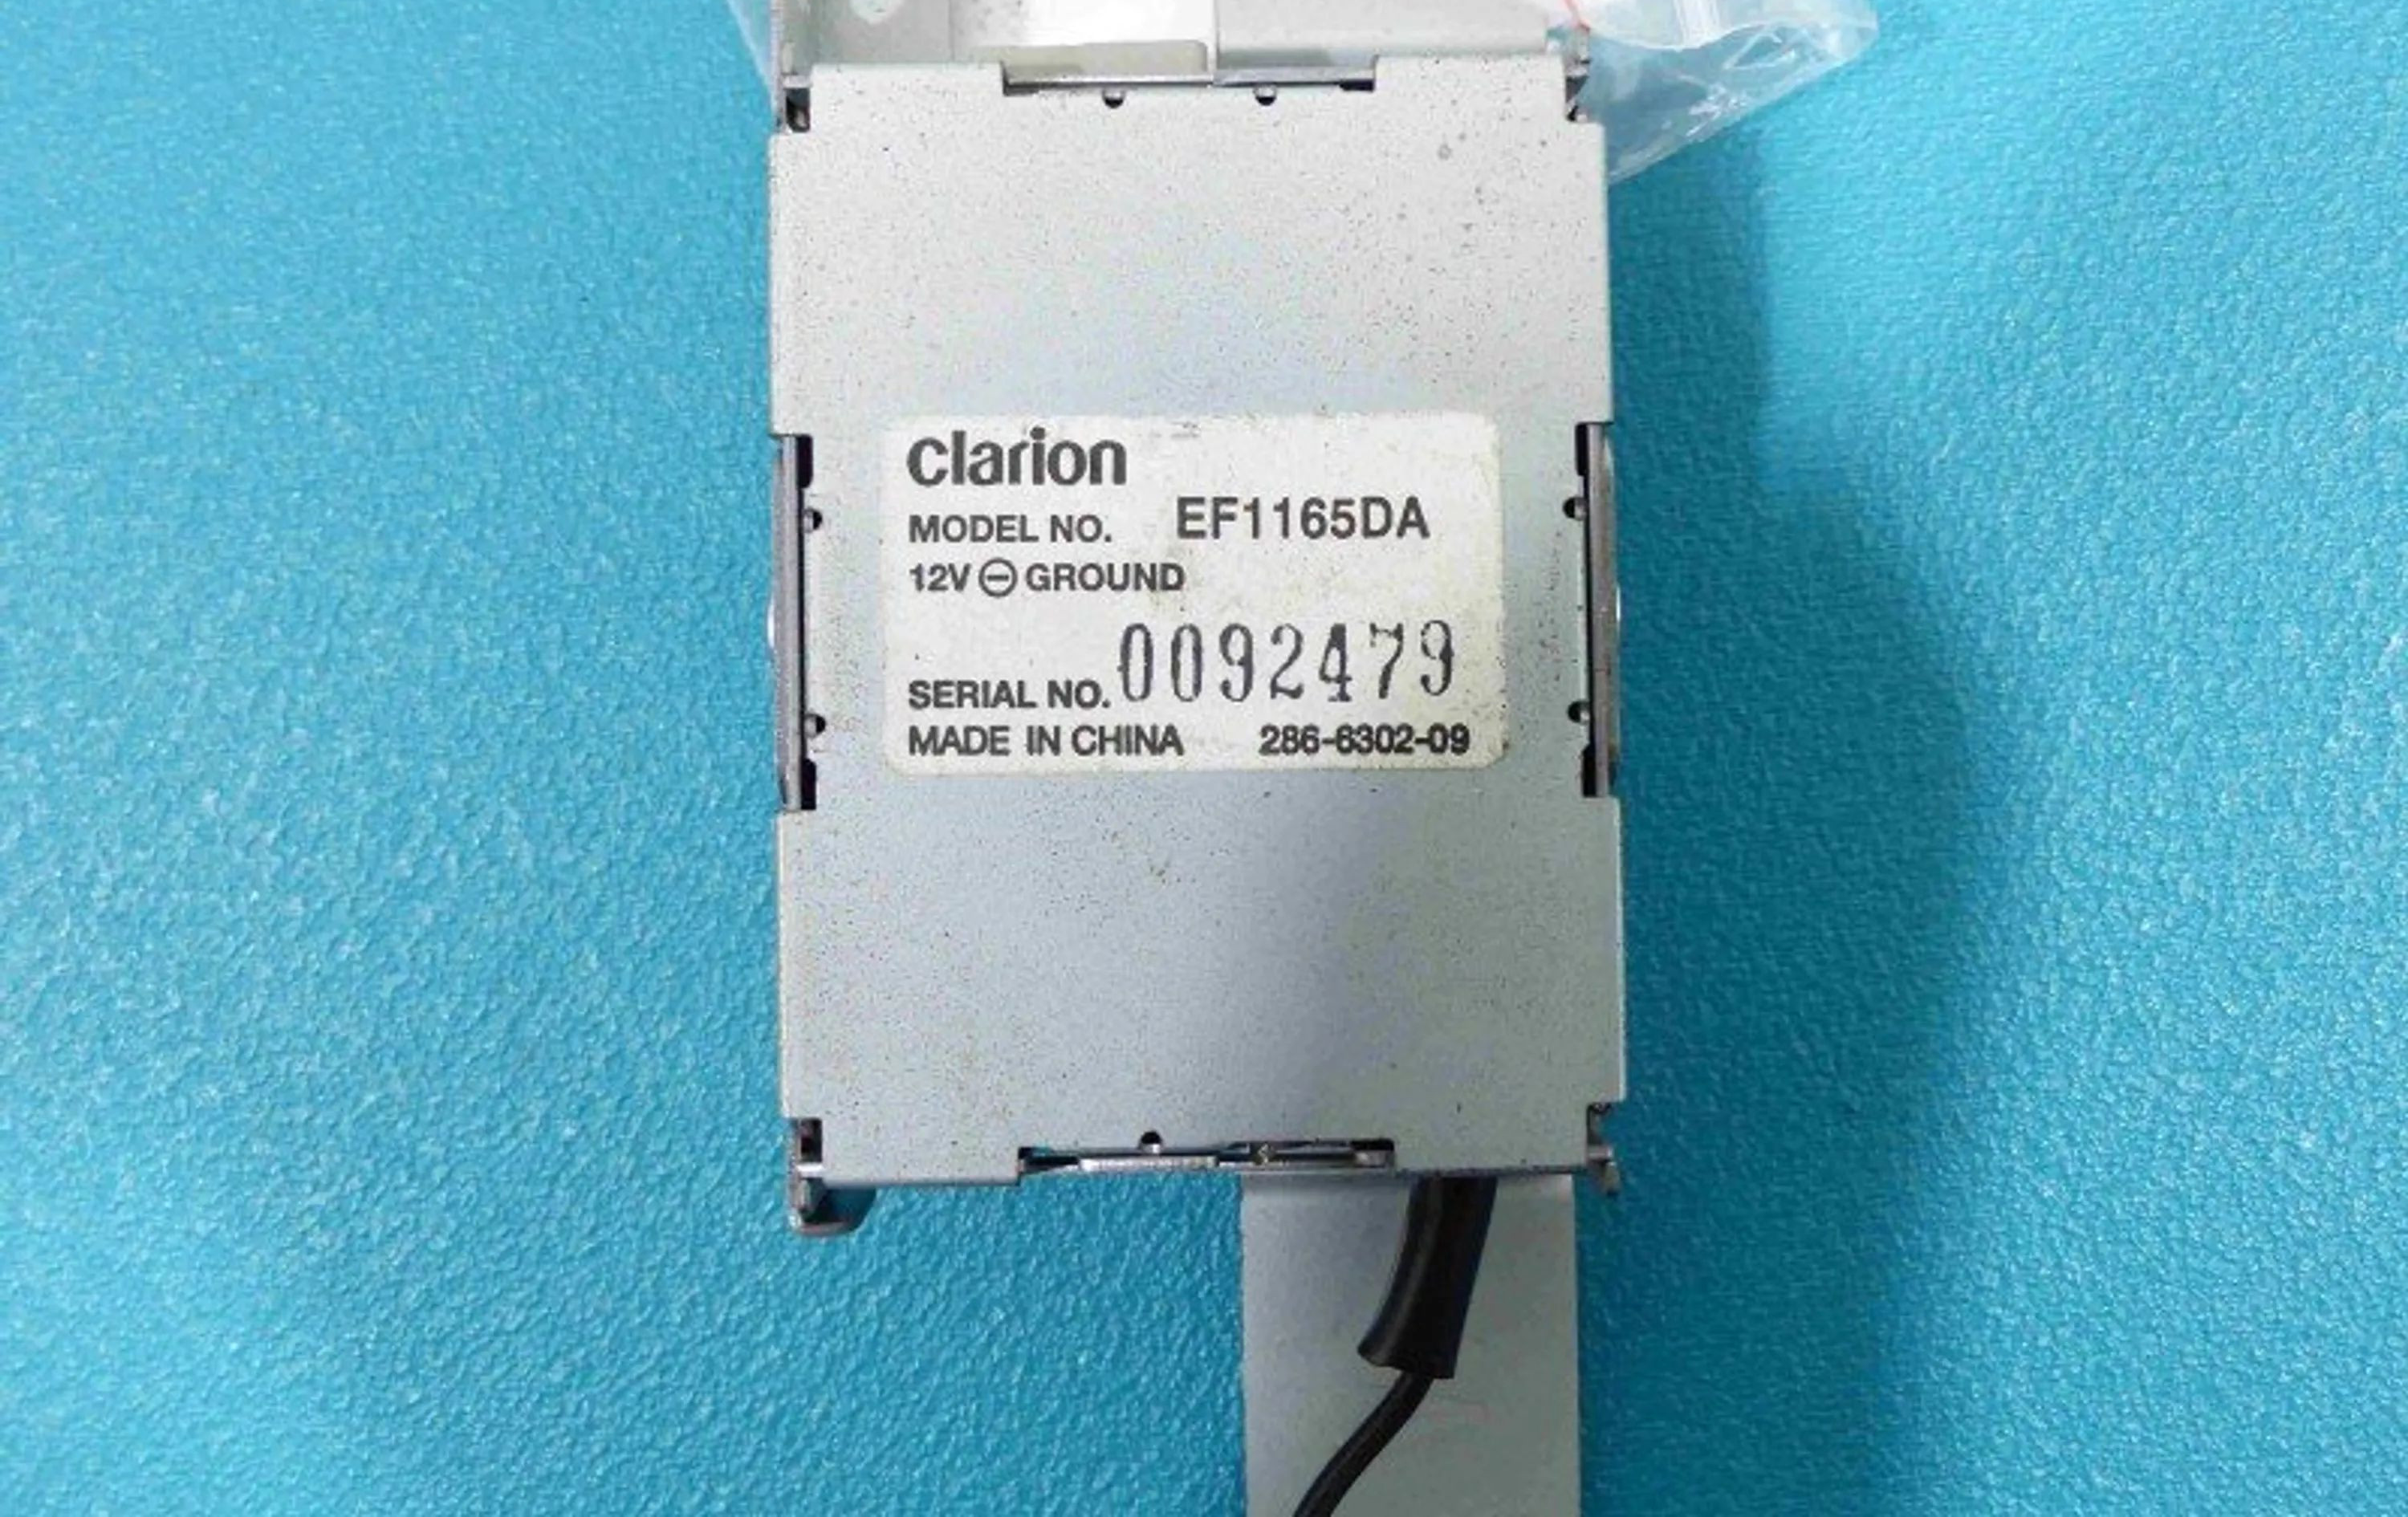 clarion
MODEL NO. EF1165DA
12V ⊖ GROUND
SERIAL NO. 0092479
MADE IN CHINA 286-6302-09